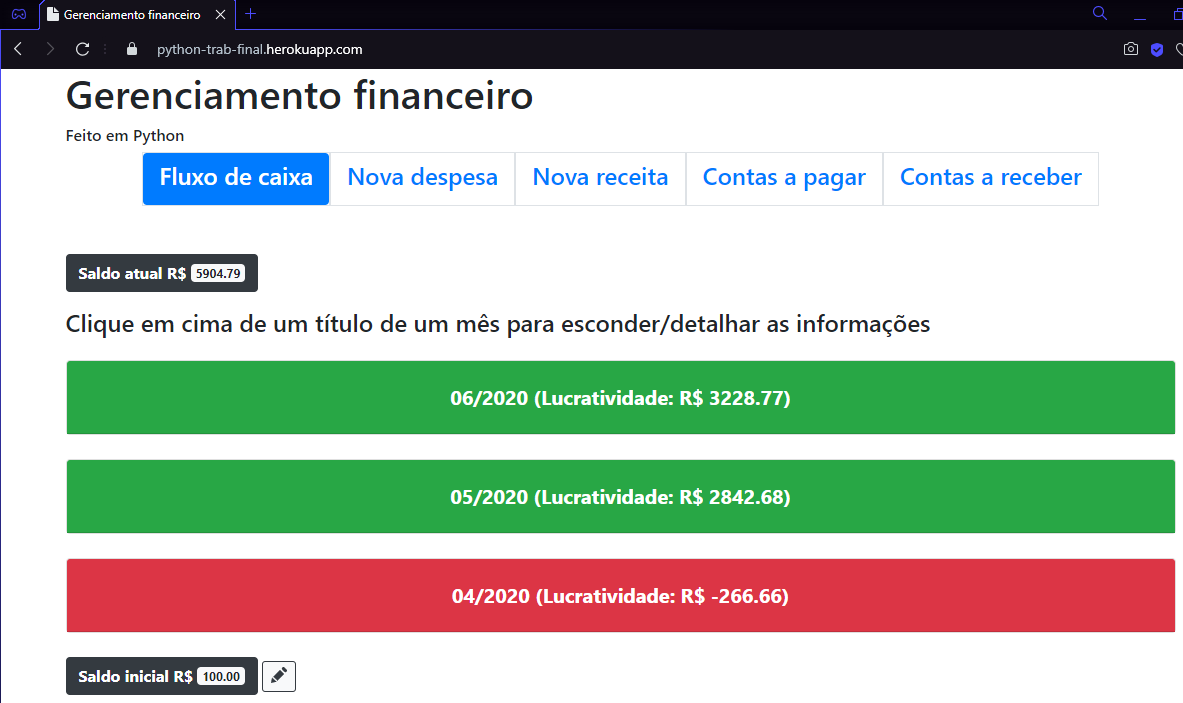 Gerenciamento financeiro
python-trab-final.herokuapp.com
Gerenciamento financeiro
Feito em Python
Fluxo de caixa Nova despesa Nova receita Contas a pagar Contas a receber
Saldo atual R$ 5904.79
Clique em cima de um título de um mês para esconder/detalhar as informações
06/2020 (Lucratividade: R$ 3228.77)
05/2020 (Lucratividade: R$ 2842.68)
04/2020 (Lucratividade: R$ -266.66)
Saldo inicial R$ 100.00